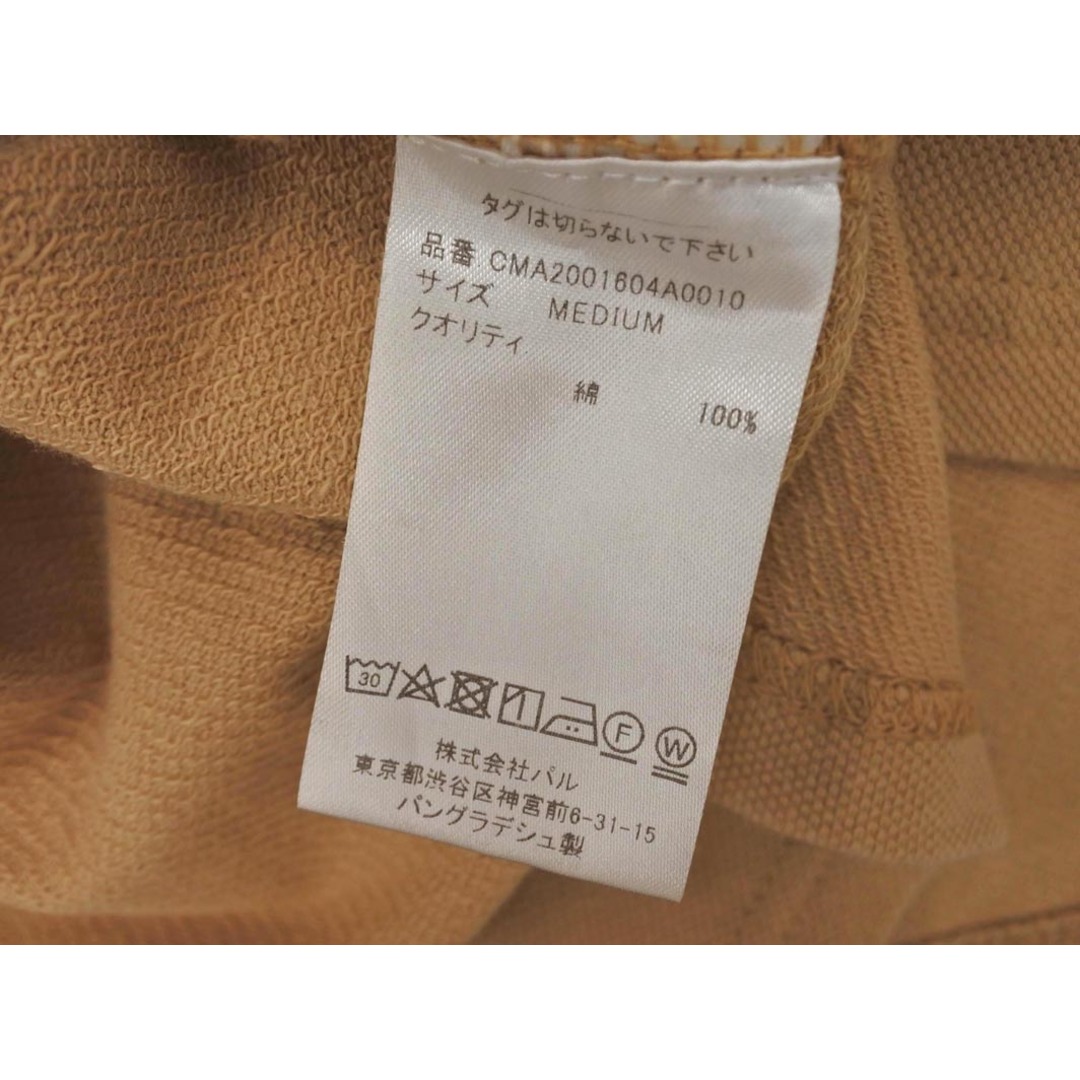 タグは切らないで下さい
品番 CMA2001604A0010
サイズ MEDIUM
クオリティ
綿 100%
30
F W
株式会社パル
東京都渋谷区神宮前6-31-15
バングラデシュ製